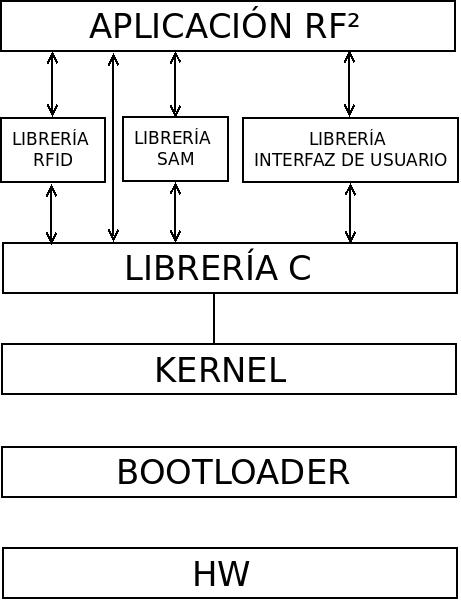 APLICACIÓN RF²
LIBRERÍA
RFID
LIBRERÍA
SAM
LIBRERÍA
INTERFAZ DE USUARIO
LIBRERÍA C
KERNEL
BOOTLOADER
HW